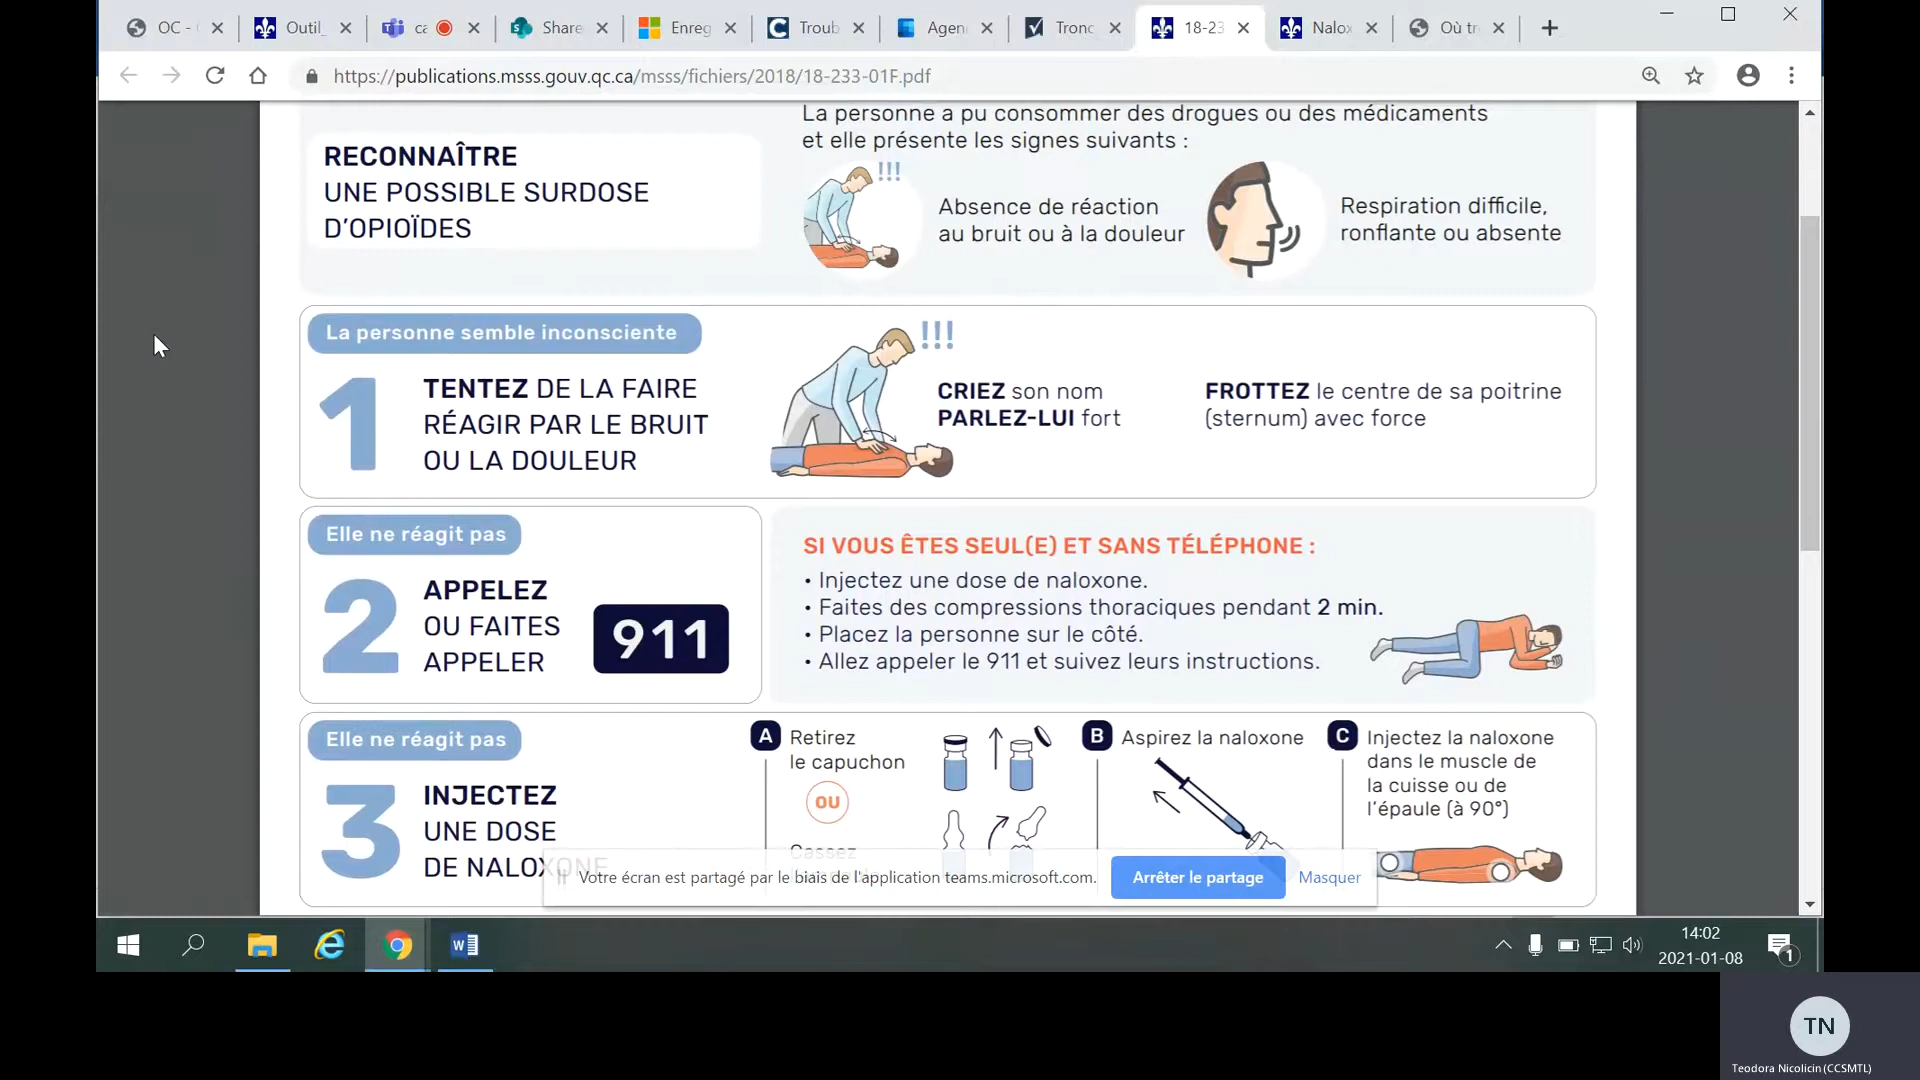 OC -
Outil_
ca
Share
Enreg
Troub
Agen
Tronc
18-23
Nalox
Où tr
https://publications.msss.gouv.qc.ca/msss/fichiers/2018/18-233-01F.pdf
La personne a pu consommer des drogues ou des médicaments
et elle présente les signes suivants :
RECONNAÎTRE
UNE POSSIBLE SURDOSE
D'OPIOÏDES
!!!
Absence de réaction
au bruit ou à la douleur
Respiration difficile,
ronflante ou absente
La personne semble inconsciente
1
TENTEZ DE LA FAIRE
RÉAGIR PAR LE BRUIT
OU LA DOULEUR
!!!
CRIEZ son nom
PARLEZ-LUI fort
FROTTEZ le centre de sa poitrine
(sternum) avec force
Elle ne réagit pas
2
APPELEZ
OU FAITES
APPELER
911
SI VOUS ÊTES SEUL(E) ET SANS TÉLÉPHONE :
• Injectez une dose de naloxone.
• Faites des compressions thoraciques pendant 2 min.
• Placez la personne sur le côté.
• Allez appeler le 911 et suivez leurs instructions.
Elle ne réagit pas
3
INJECTEZ
UNE DOSE
DE NALOXONE
A
Retirez
le capuchon
OU
Cassez
B
Aspirez la naloxone
C
Injectez la naloxone
dans le muscle de
la cuisse ou de
l'épaule (à 90°)
Votre écran est partagé par le biais de l'application teams.microsoft.com.
Arrêter le partage
Masquer
14:02
2021-01-08
1
TN
Teodora Nicolicin (CCSMTL)